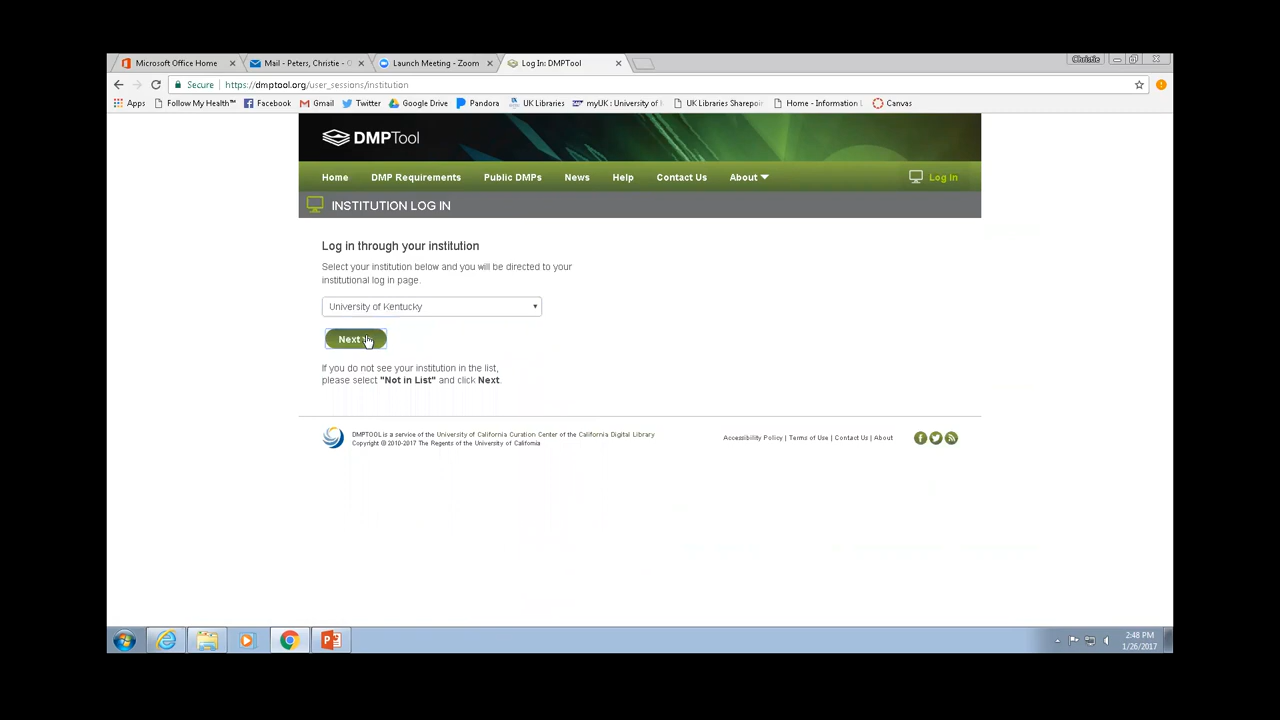 Microsoft Office Home
Mail - Peters, Christie -
Launch Meeting - Zoom
Log In: DMPTool
Christie
Secure
https://dmptool.org/user_sessions/institution
Apps
Follow My Health™
Facebook
Gmail
Twitter
Google Drive
Pandora
UK Libraries
myUK : University of
UK Libraries Sharepoi
Home - Information
Canvas
DMPTool
Home
DMP Requirements
Public DMPs
News
Help
Contact Us
About
Log In
INSTITUTION LOG IN
Log in through your institution
Select your institution below and you will be directed to your
institutional log in page.
University of Kentucky
Next
If you do not see your institution in the list,
please select "Not in List" and click Next.
DMPTOOL is a service of the University of California Curation Center of the California Digital Library
Copyright © 2010-2017 The Regents of the University of California
Accessibility Policy | Terms of Use | Contact Us | About
2:48 PM
1/26/2017